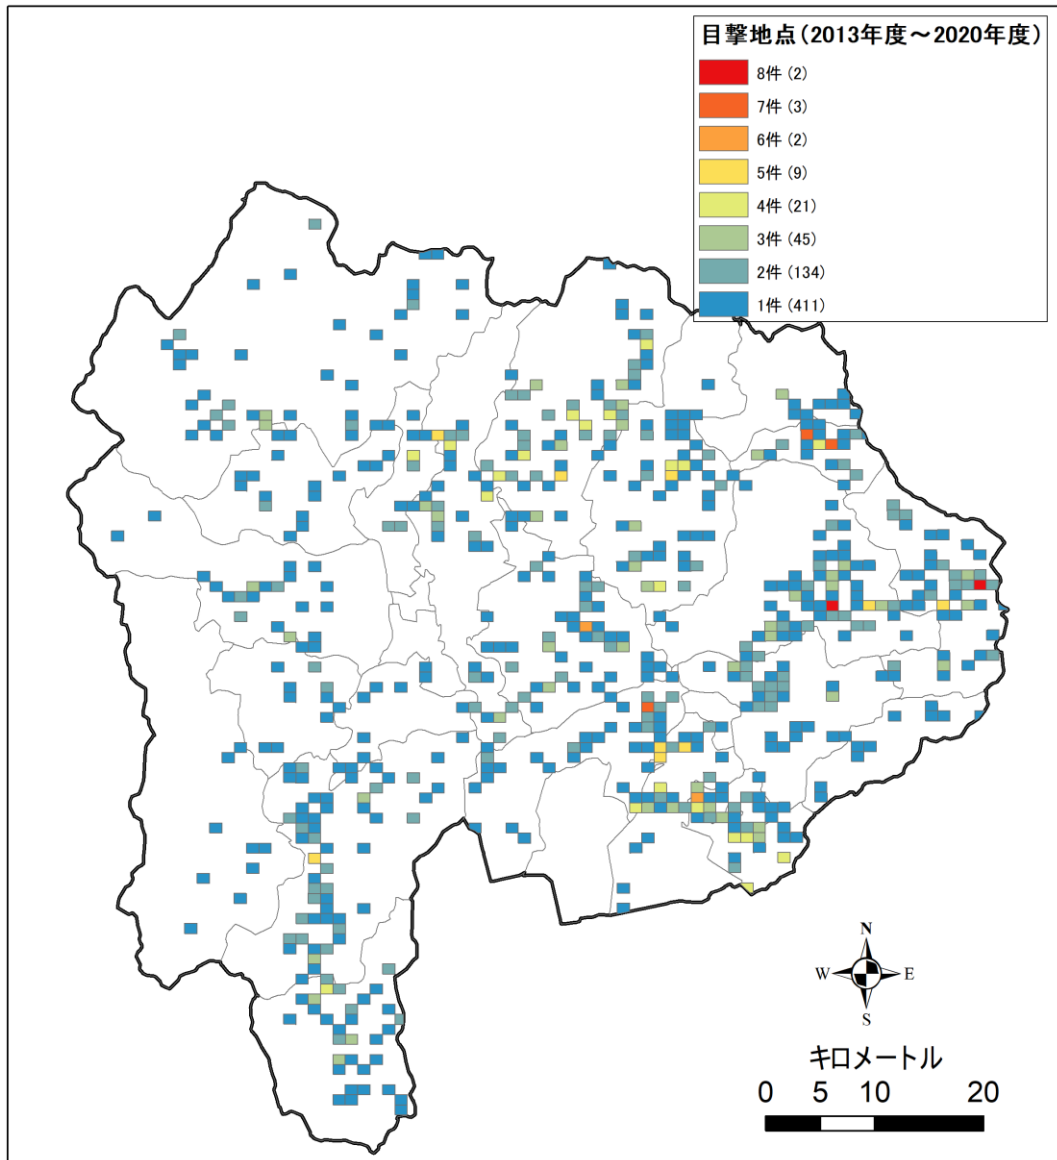 目撃地点(2013年度～2020年度)
8件 (2)
7件 (3)
6件 (2)
5件 (9)
4件 (21)
3件 (45)
2件 (134)
1件 (411)
N
W E
S
キロメートル
0 5 10 20